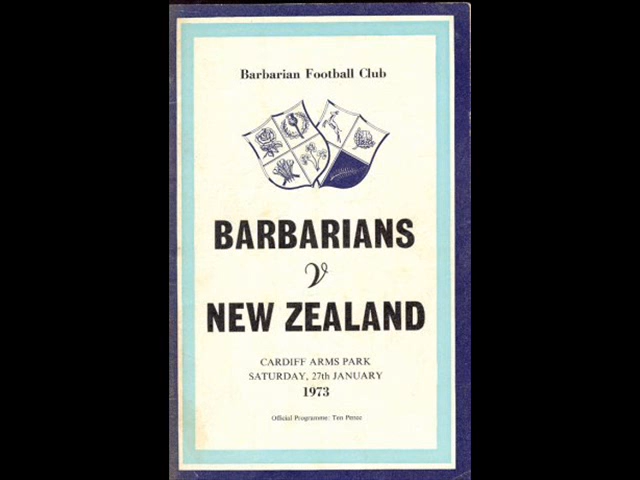 Barbarian Football Club
BARBARIANS
v
NEW ZEALAND
CARDIFF ARMS PARK
SATURDAY, 27th JANUARY
1973
Official Programme: Ten Pence